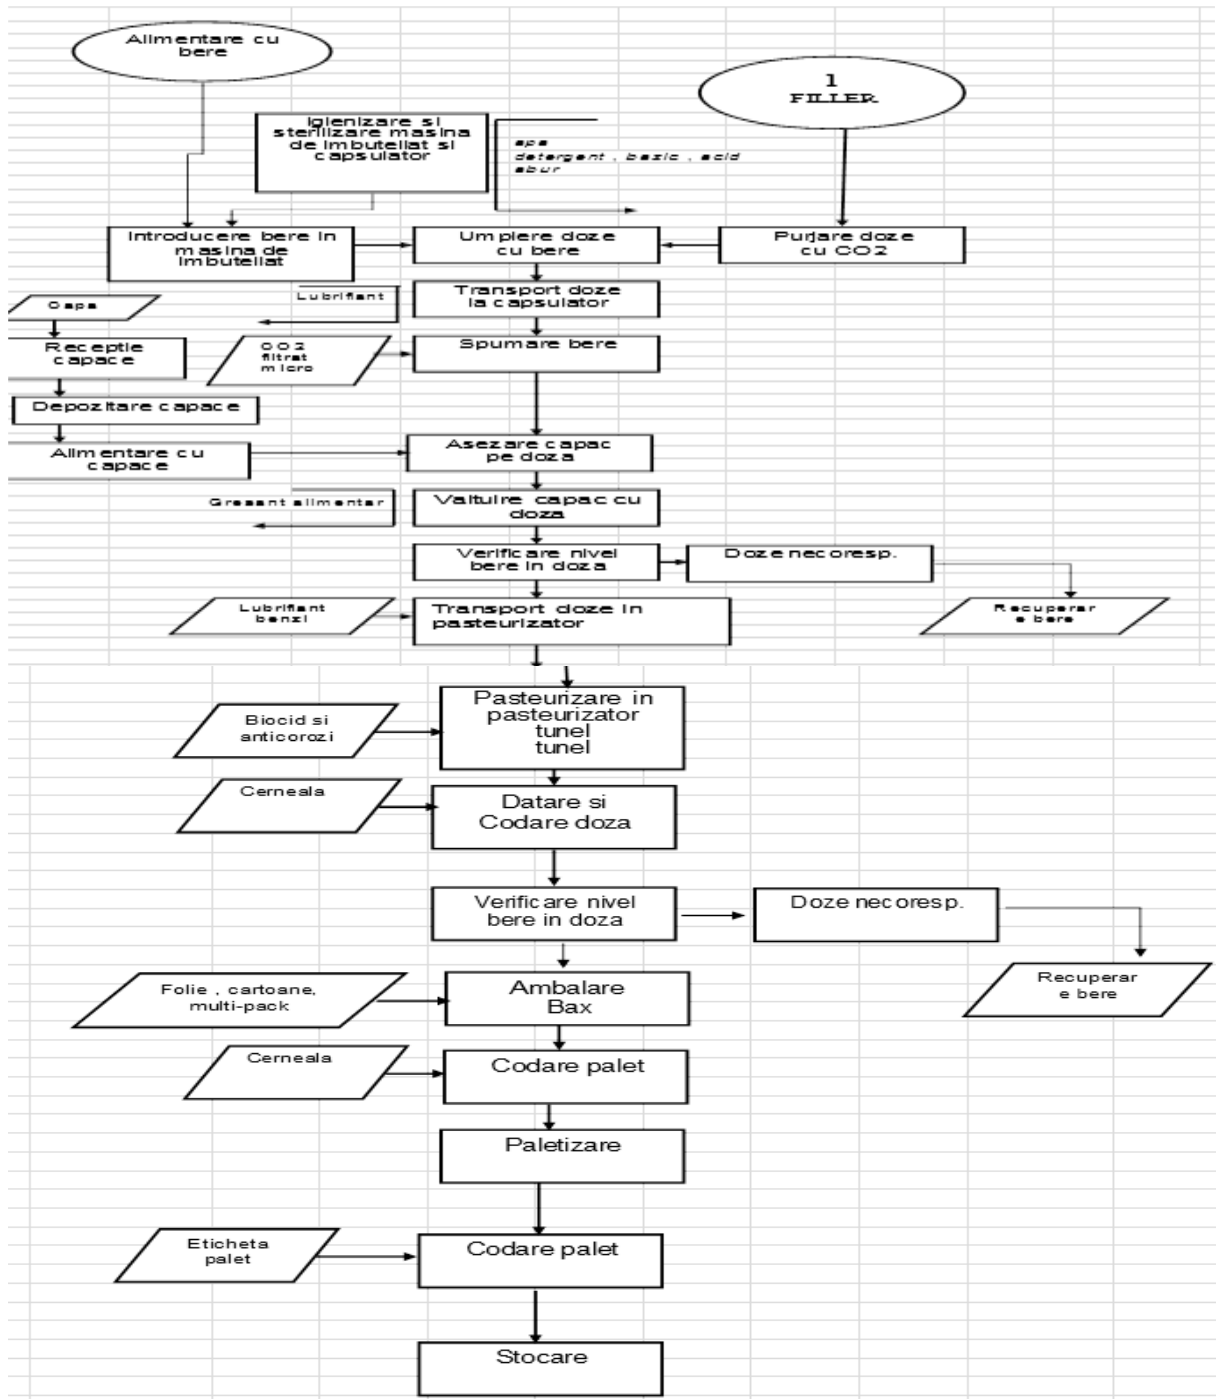 Alimentare cu
bere
1
FILLER
Igienizare si
sterilizare masina
de imbuteliat si
capsulator
apa
detergent , bazic , acid
abur
Introducere bere in
masina de
imbuteliat
Umplere doze
cu bere
Purjare doze
cu CO2
Lubrifiant
Transport doze
la capsulator
Capa
Receptie
capace
CO2
filtrat
micro
Spumare bere
Depozitare capace
Alimentare cu
capace
Asezare capac
pe doza
Gresant alimentar
Valtuire capac cu
doza
Verificare nivel
bere in doza
Doze necoresp.
Lubrifiant
benzi
Transport doze in
pasteurizator
Recuperar
e bere
Pasteurizare in
pasteurizator
tunel
tunel
Biocid si
anticorozi
Cerneala
Datare si
Codare doza
Verificare nivel
bere in doza
Doze necoresp.
Folie , cartoane,
multi-pack
Ambalare
Bax
Recuperar
e bere
Cerneala
Codare palet
Paletizare
Eticheta
palet
Codare palet
Stocare